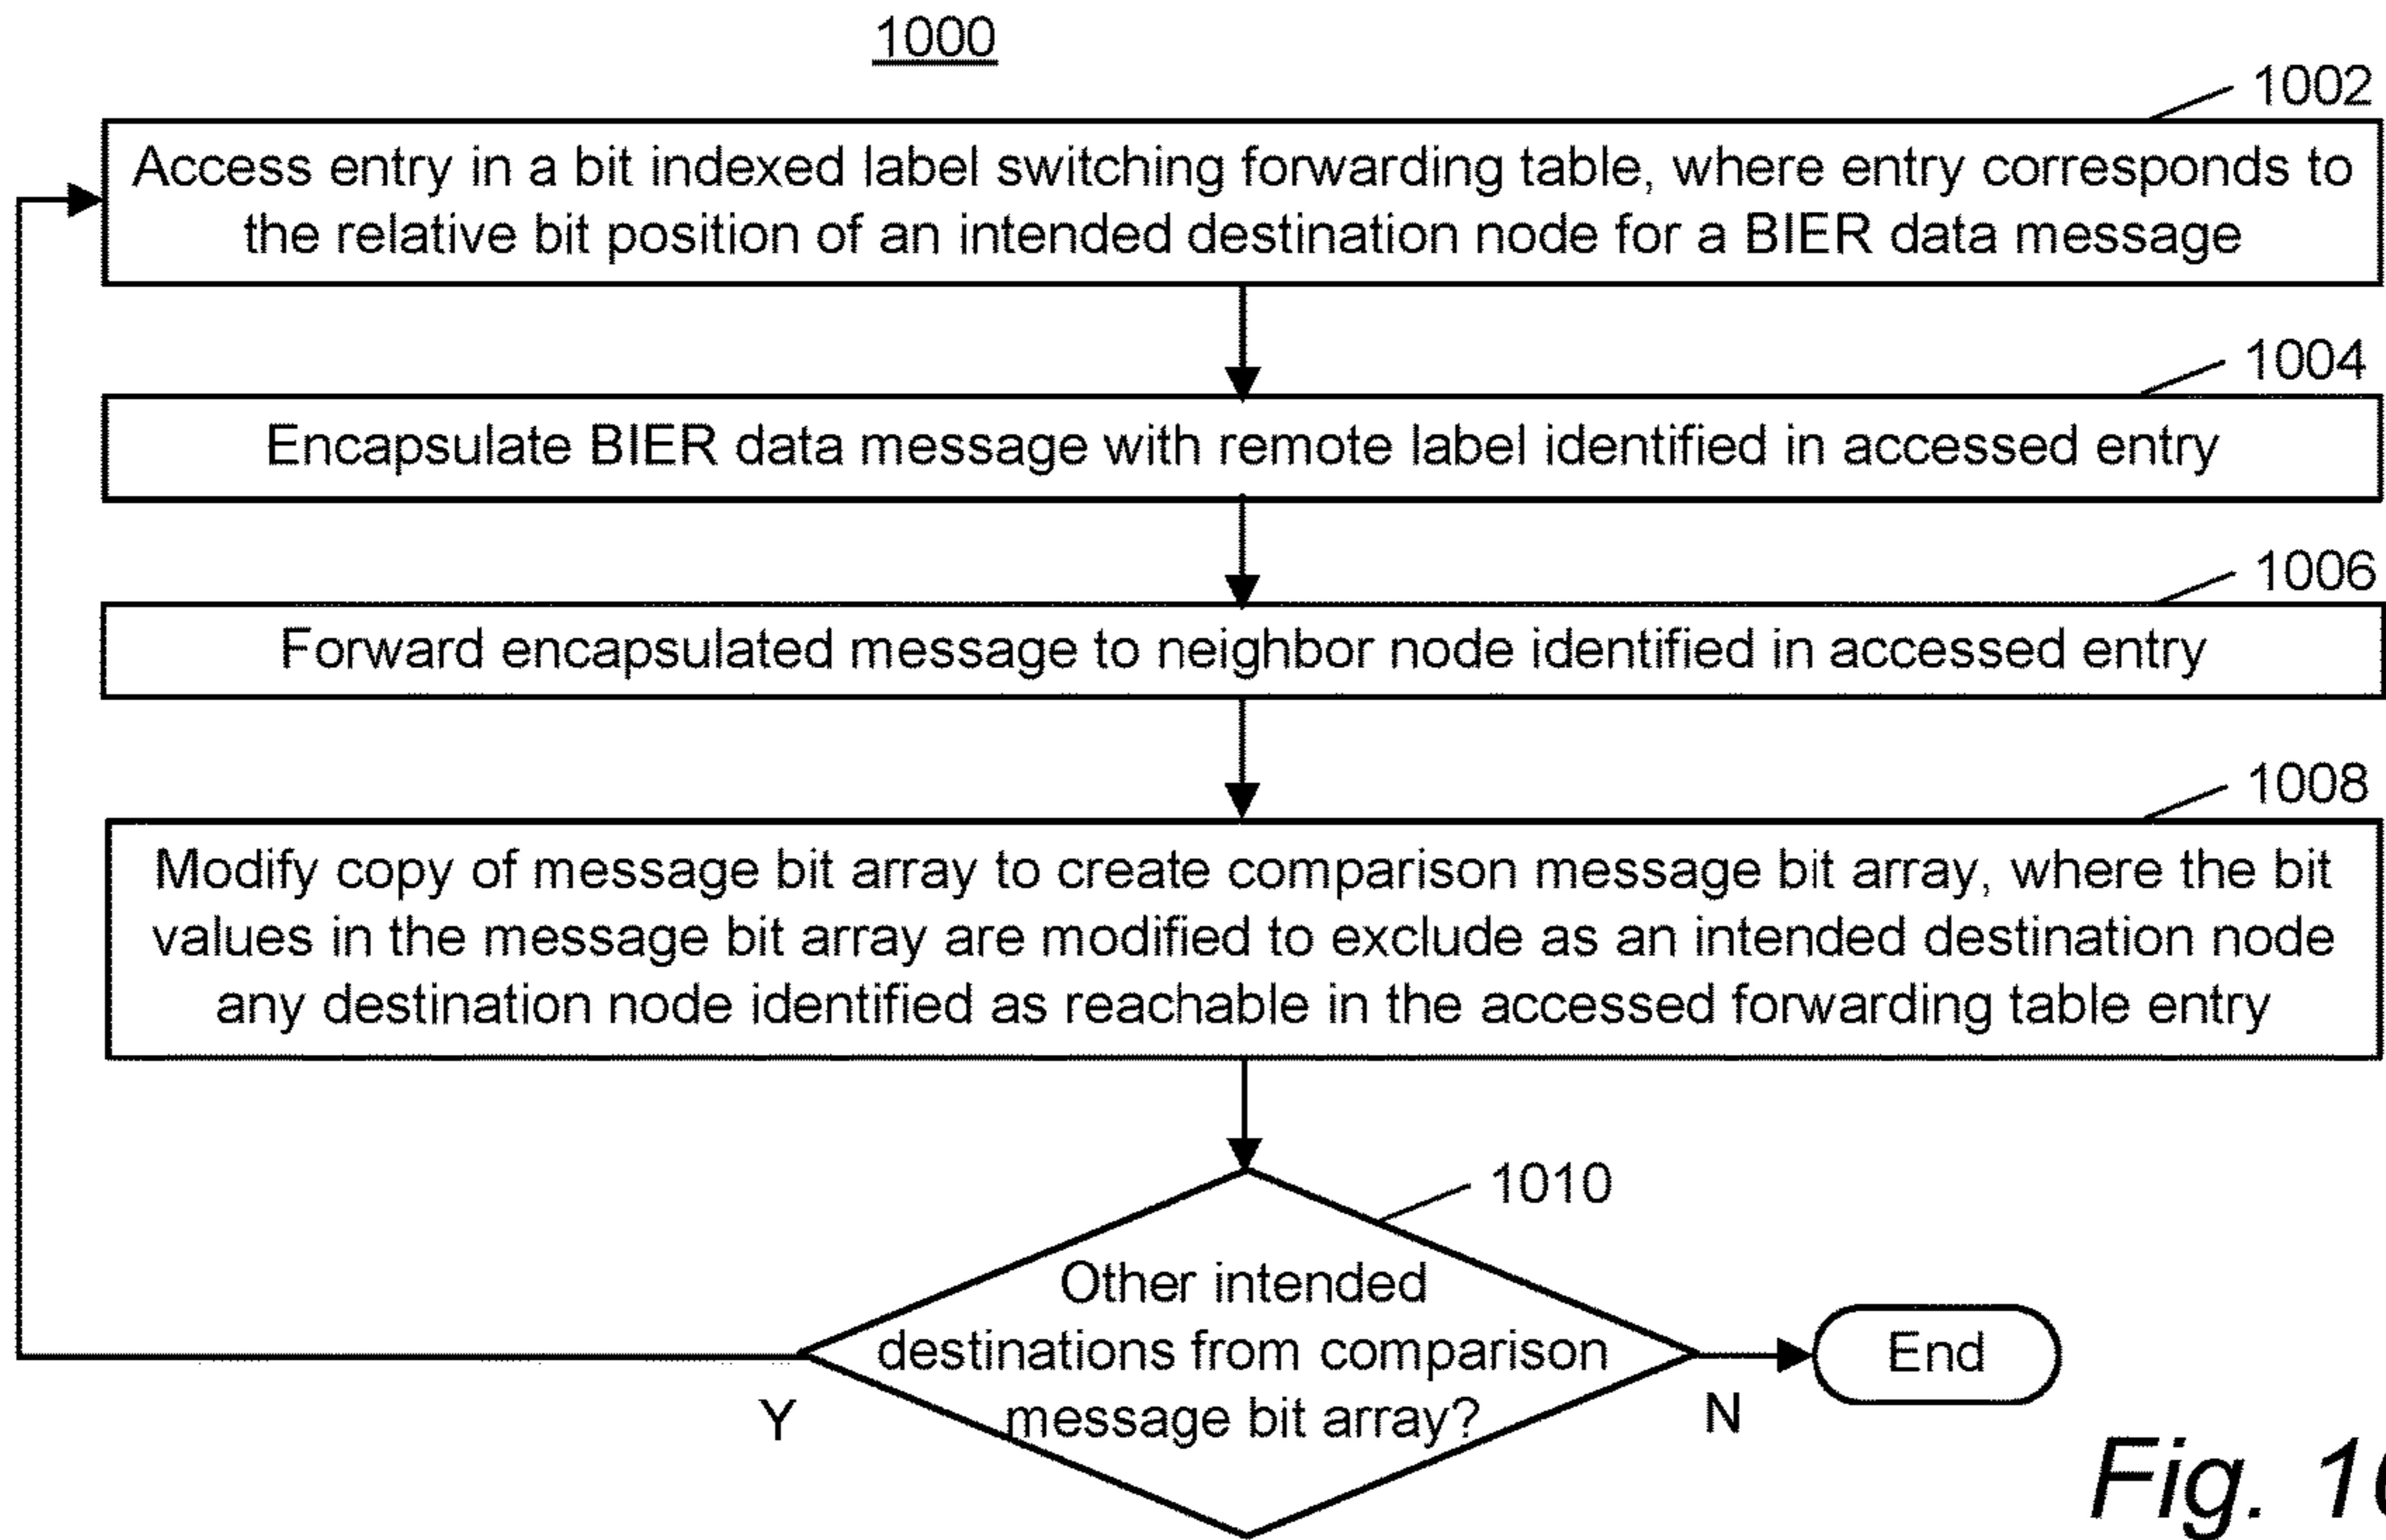 1000
1002
Access entry in a bit indexed label switching forwarding table, where entry corresponds to
the relative bit position of an intended destination node for a BIER data message
1004
Encapsulate BIER data message with remote label identified in accessed entry
1006
Forward encapsulated message to neighbor node identified in accessed entry
1008
Modify copy of message bit array to create comparison message bit array, where the bit
values in the message bit array are modified to exclude as an intended destination node
any destination node identified as reachable in the accessed forwarding table entry
1010
Other intended
destinations from comparison
message bit array?
Y
N
End
Fig. 10